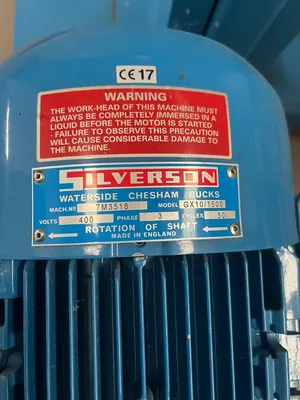 CE 17
WARNING
THE WORK-HEAD OF THIS MACHINE MUST
ALWAYS BE COMPLETELY IMMERSED IN A
LIQUID BEFORE THE MOTOR IS STARTED
- FAILURE TO OBSERVE THIS PRECAUTION
WILL CAUSE CONSIDERABLE DAMAGE TO
THE MACHINE.
SILVERSON
WATERSIDE CHESHAM BUCKS
MACH.Nº 7M3518 MODEL GX10/1500
VOLTS 400 PHASE 3 CYCLES 50
ROTATION OF SHAFT
MADE IN ENGLAND